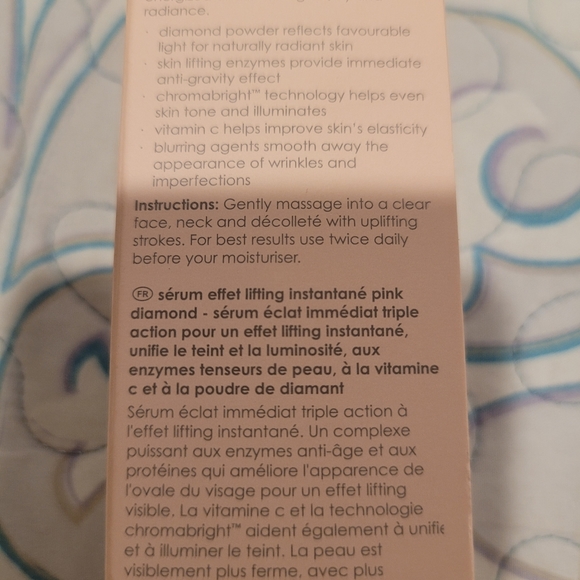 radiance.
· diamond powder reflects favourable
light for naturally radiant skin
· skin lifting enzymes provide immediate
anti-gravity effect
· chromabright™ technology helps even
skin tone and illuminates
· vitamin c helps improve skin's elasticity
· blurring agents smooth away the
appearance of wrinkles and
imperfections
Instructions: Gently massage into a clear
face, neck and décolleté with uplifting
strokes. For best results use twice daily
before your moisturiser.
FR sérum effet lifting instantané pink
diamond - sérum éclat immédiat triple
action pour un effet lifting instantané,
unifie le teint et la luminosité, aux
enzymes tenseurs de peau, à la vitamine
c et à la poudre de diamant
Sérum éclat immédiat triple action à
l'effet lifting instantané. Un complexe
puissant aux enzymes anti-âge et aux
protéines qui améliore l'apparence de
l'ovale du visage pour un effet lifting
visible. La vitamine c et la technologie
chromabright™ aident également à unifie
et à illuminer le teint. La peau est
visiblement plus ferme, avec plus